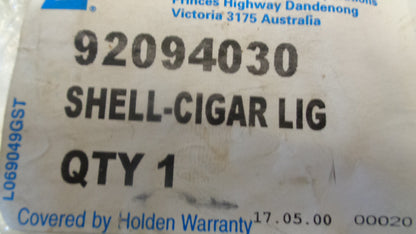 Princes Highway Dandenong
Victoria 3175 Australia
92094030
SHELL-CIGAR LIG
QTY 1
L069049GST
Covered by Holden Warranty 17.05.00 00020